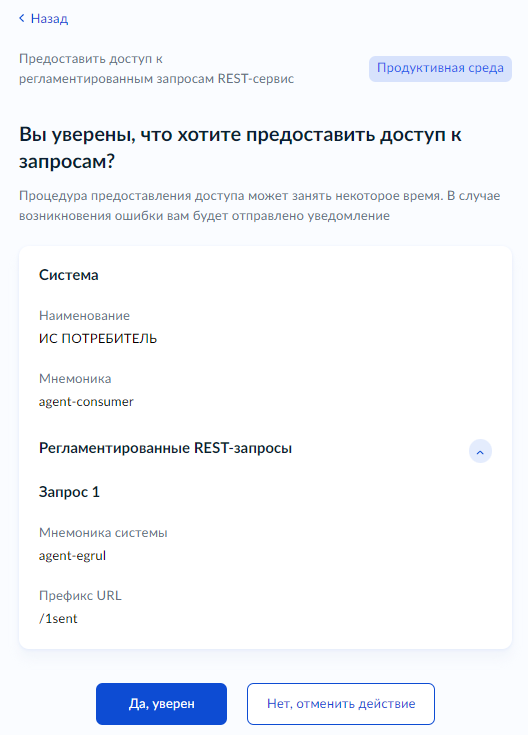 Назад
Предоставить доступ к
регламентированным запросам REST-сервис
Продуктивная среда
Вы уверены, что хотите предоставить доступ к
запросам?
Процедура предоставления доступа может занять некоторое время. В случае
возникновения ошибки вам будет отправлено уведомление
Система
Наименование
ИС ПОТРЕБИТЕЛЬ
Мнемоника
agent-consumer
Регламентированные REST-запросы
Запрос 1
Мнемоника системы
agent-egrul
Префикс URL
/1sent
Да, уверен
Нет, отменить действие